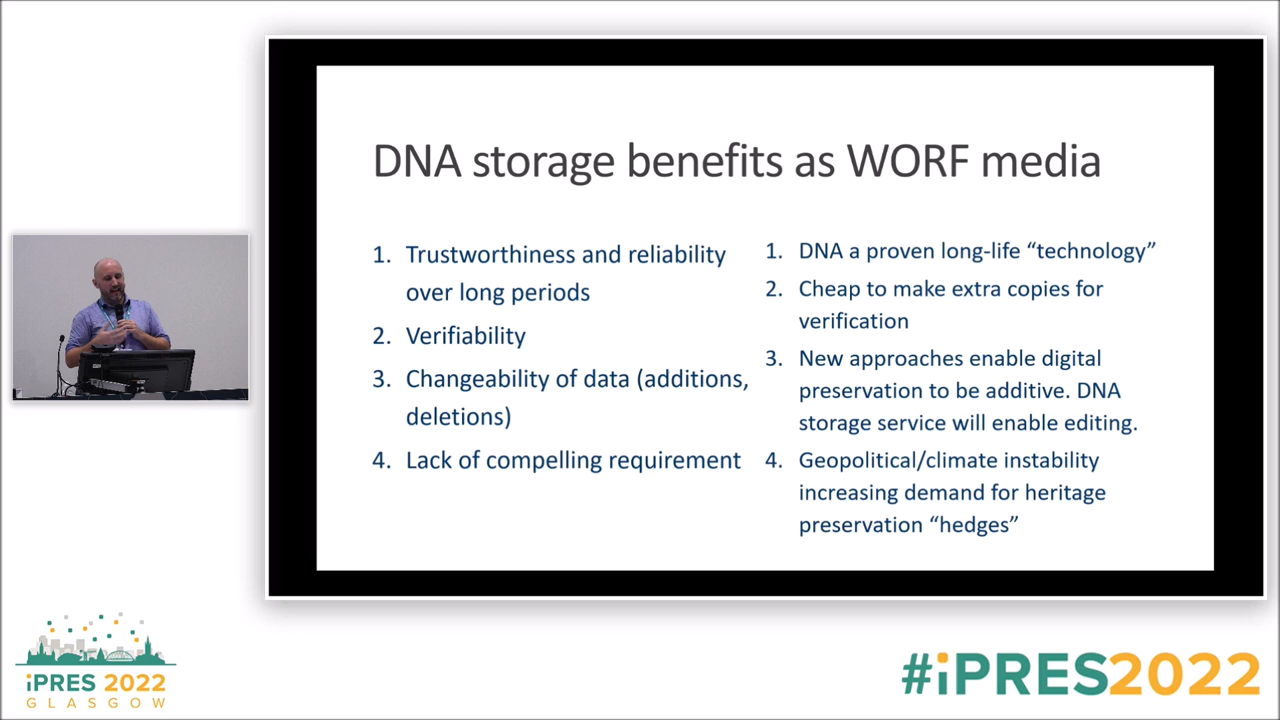 DNA storage benefits as WORF media
1. Trustworthiness and reliability
over long periods
2. Verifiability
3. Changeability of data (additions,
deletions)
4. Lack of compelling requirement
1. DNA a proven long-life “technology”
2. Cheap to make extra copies for
verification
3. New approaches enable digital
preservation to be additive. DNA
storage service will enable editing.
4. Geopolitical/climate instability
increasing demand for heritage
preservation “hedges”
iPRES 2022
GLASGOW
#iPRES2022